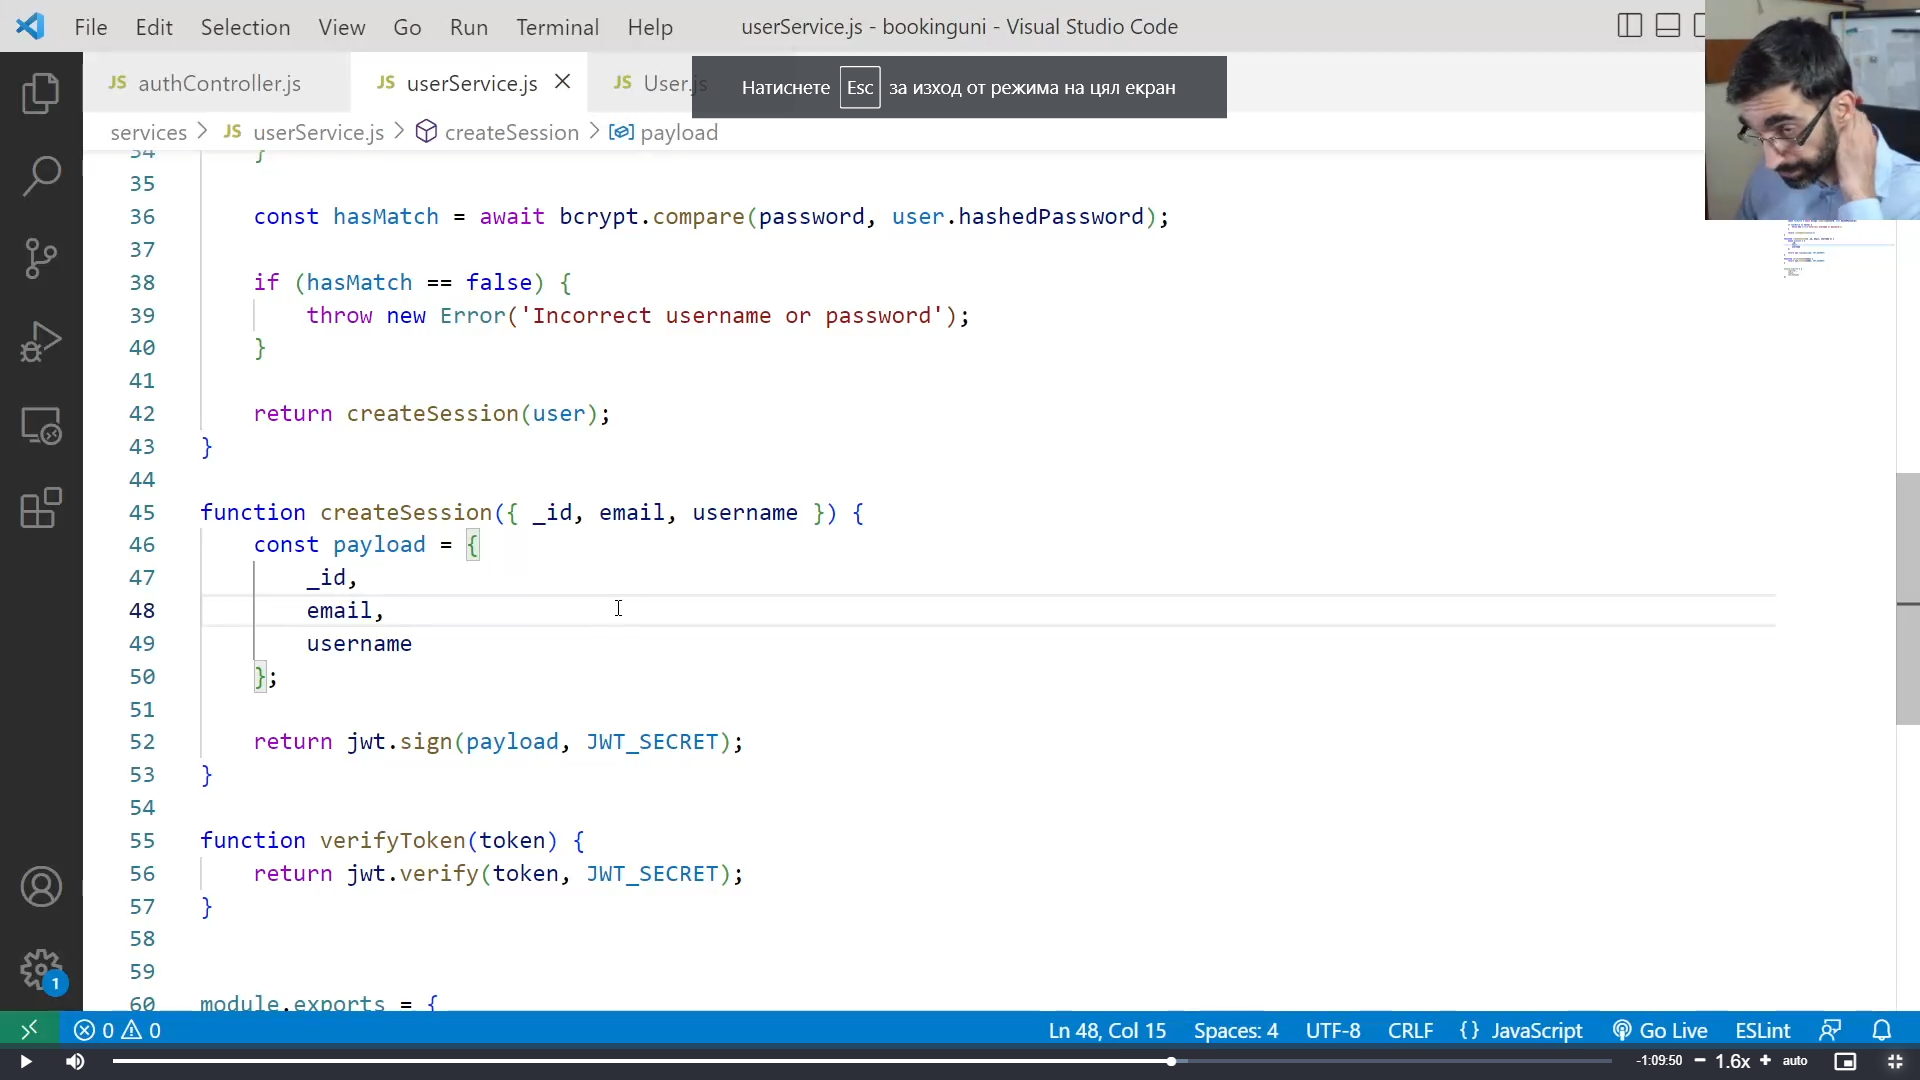 File Edit Selection View Go Run Terminal Help userService.js - bookinguni - Visual Studio Code
JS authController.js JS userService.js JS User.js
Натиснете Esc за изход от режима на цял екран
services JS userService.js createSession payload
34 }
35
36 const hasMatch = await bcrypt.compare(password, user.hashedPassword);
37
38 if (hasMatch == false) {
39 throw new Error('Incorrect username or password');
40 }
41
42 return createSession(user);
43 }
44
45 function createSession({ _id, email, username }) {
46 const payload = {
47 _id,
48 email,
49 username
50 };
51
52 return jwt.sign(payload, JWT_SECRET);
53 }
54
55 function verifyToken(token) {
56 return jwt.verify(token, JWT_SECRET);
57 }
58
59
60 module.exports = {
1
0 0 Ln 48, Col 15 Spaces: 4 UTF-8 CRLF {} JavaScript Go Live ESLint
-1:09:50 − 1.6x + auto